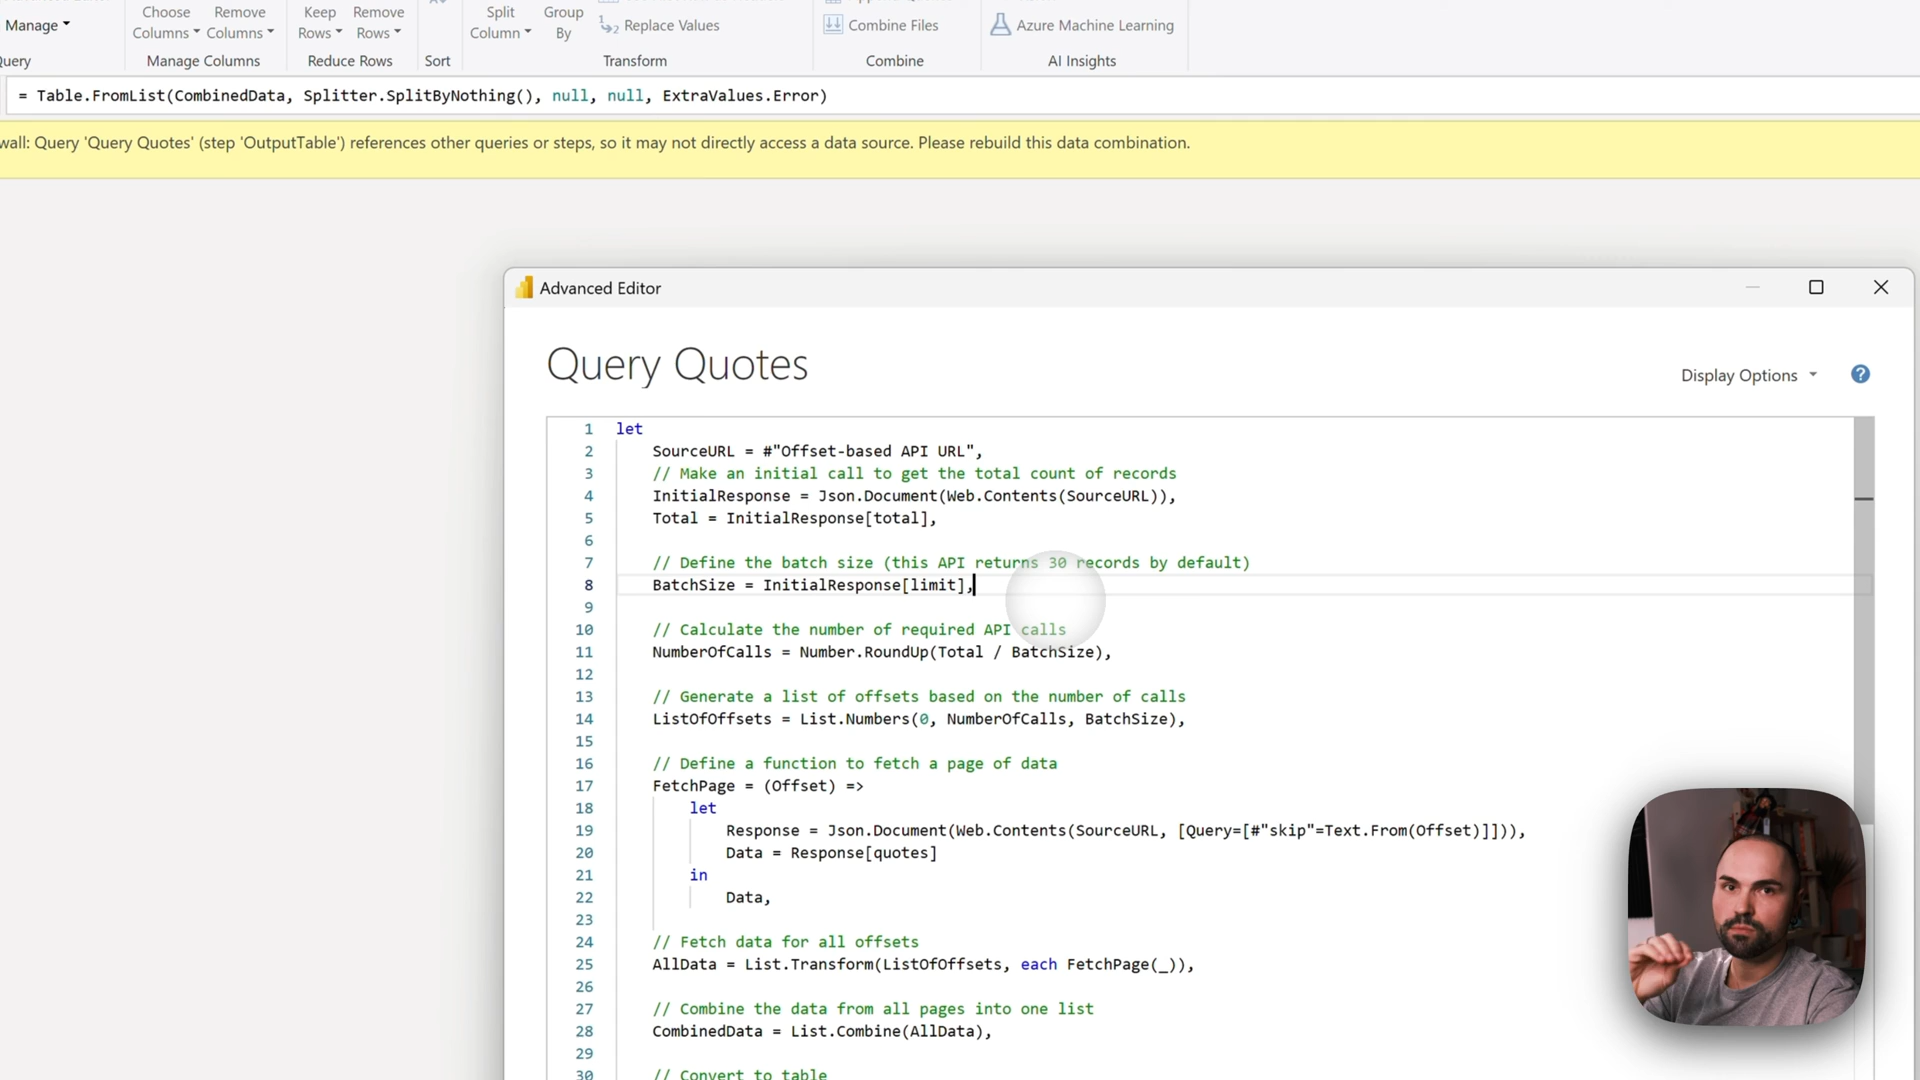 Manage
Choose Columns
Remove Columns
Keep Rows
Remove Rows
Split Column
Group By
Replace Values
Combine Files
Azure Machine Learning
Manage Columns
Reduce Rows
Sort
Transform
Combine
AI Insights
= Table.FromList(CombinedData, Splitter.SplitByNothing(), null, null, ExtraValues.Error)
wall: Query 'Query Quotes' (step 'OutputTable') references other queries or steps, so it may not directly access a data source. Please rebuild this data combination.
Advanced Editor
Query Quotes
Display Options
?
1 let
2 SourceURL = #"Offset-based API URL",
3 // Make an initial call to get the total count of records
4 InitialResponse = Json.Document(Web.Contents(SourceURL)),
5 Total = InitialResponse[total],
6
7 // Define the batch size (this API returns 30 records by default)
8 BatchSize = InitialResponse[limit],
9
10 // Calculate the number of required API calls
11 NumberOfCalls = Number.RoundUp(Total / BatchSize),
12
13 // Generate a list of offsets based on the number of calls
14 ListOfOffsets = List.Numbers(0, NumberOfCalls, BatchSize),
15
16 // Define a function to fetch a page of data
17 FetchPage = (Offset) =>
18 let
19 Response = Json.Document(Web.Contents(SourceURL, [Query=[#"skip"=Text.From(Offset)]])),
20 Data = Response[quotes]
21 in
22 Data,
23
24 // Fetch data for all offsets
25 AllData = List.Transform(ListOfOffsets, each FetchPage(_)),
26
27 // Combine the data from all pages into one list
28 CombinedData = List.Combine(AllData),
29
30 // Convert to table